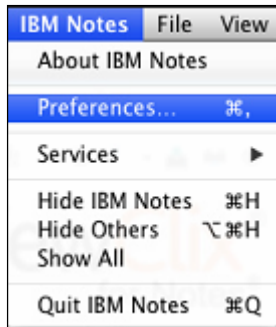 IBM Notes File View
About IBM Notes
Preferences... ⌘,
Services ▶
Hide IBM Notes ⌘H
Hide Others ⌥⌘H
Show All
Quit IBM Notes ⌘Q